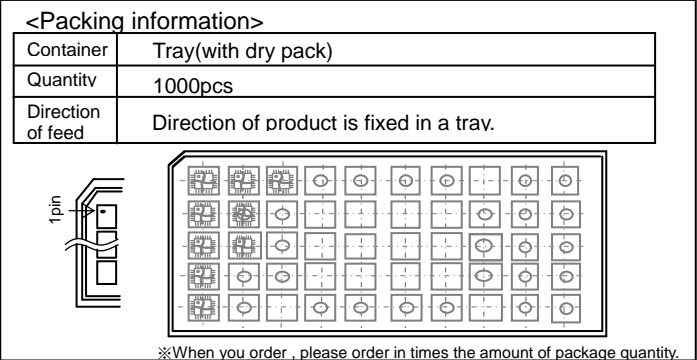 <Packing information>
Container Tray(with dry pack)
Quantity 1000pcs
Direction of feed Direction of product is fixed in a tray.
1pin
※When you order , please order in times the amount of package quantity.